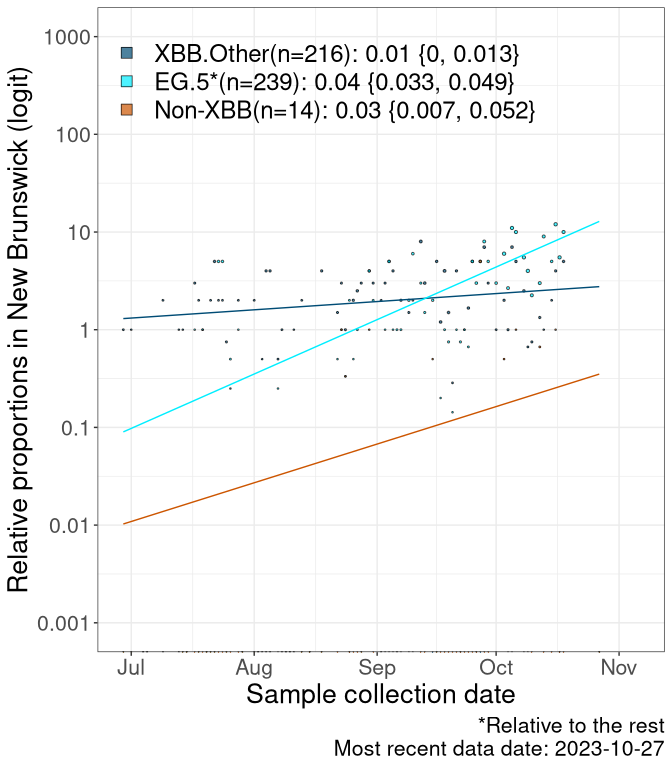 Relative proportions in New Brunswick (logit)
1000
100
10
1
0.1
0.01
0.001
XBB.Other(n=216): 0.01 {0, 0.013}
EG.5*(n=239): 0.04 {0.033, 0.049}
Non-XBB(n=14): 0.03 {0.007, 0.052}
Jul Aug Sep Oct Nov
Sample collection date
*Relative to the rest
Most recent data date: 2023-10-27